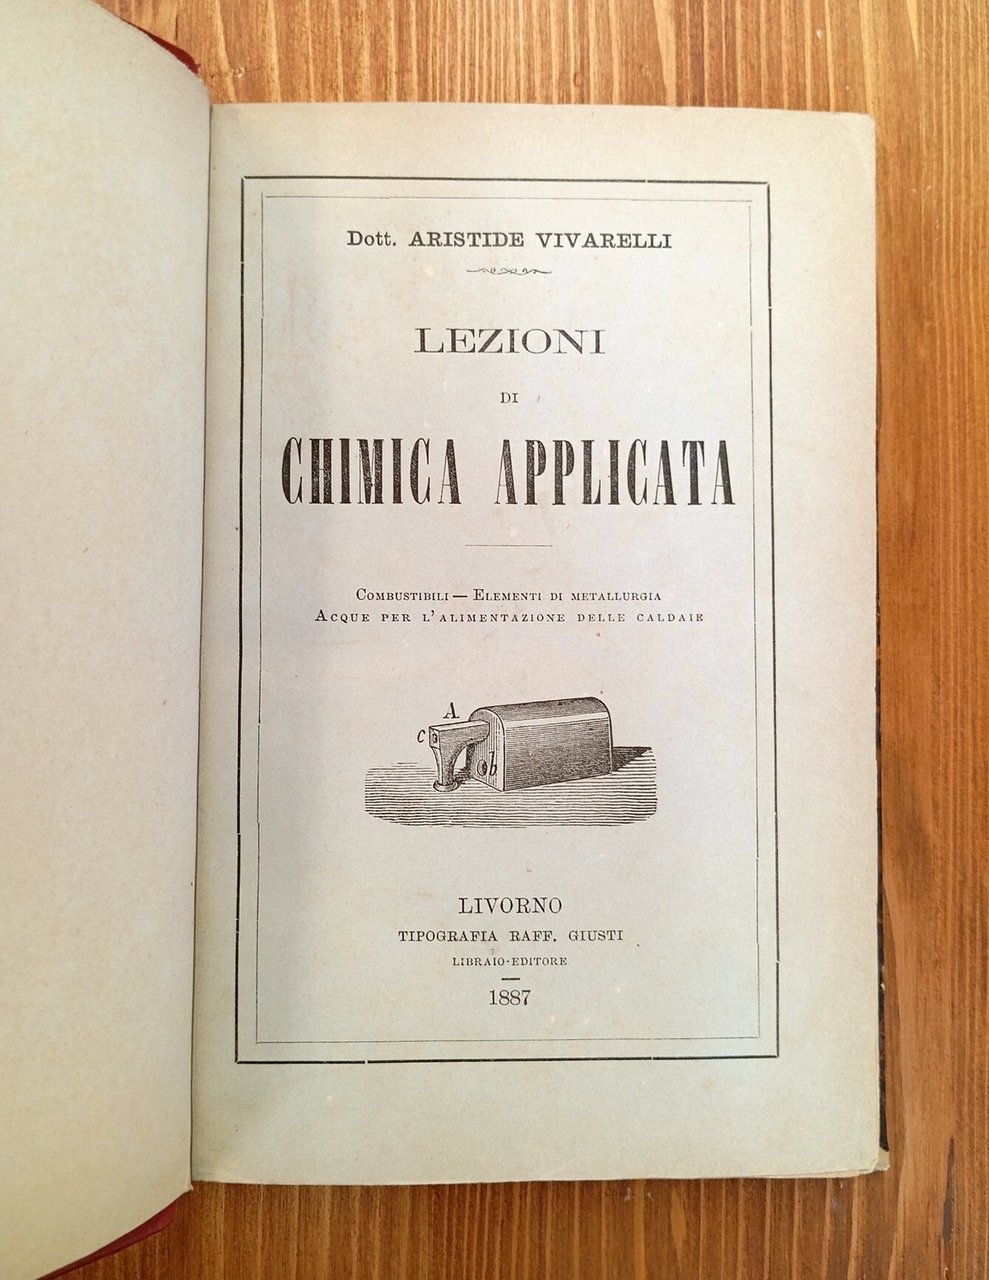 Dott. ARISTIDE VIVARELLI
LEZIONI
DI
CHIMICA APPLICATA
COMBUSTIBILI — ELEMENTI DI METALLURGIA
ACQUE PER L'ALIMENTAZIONE DELLE CALDAIE
A
c
b
LIVORNO
TIPOGRAFIA RAFF. GIUSTI
LIBRAIO-EDITORE
1887